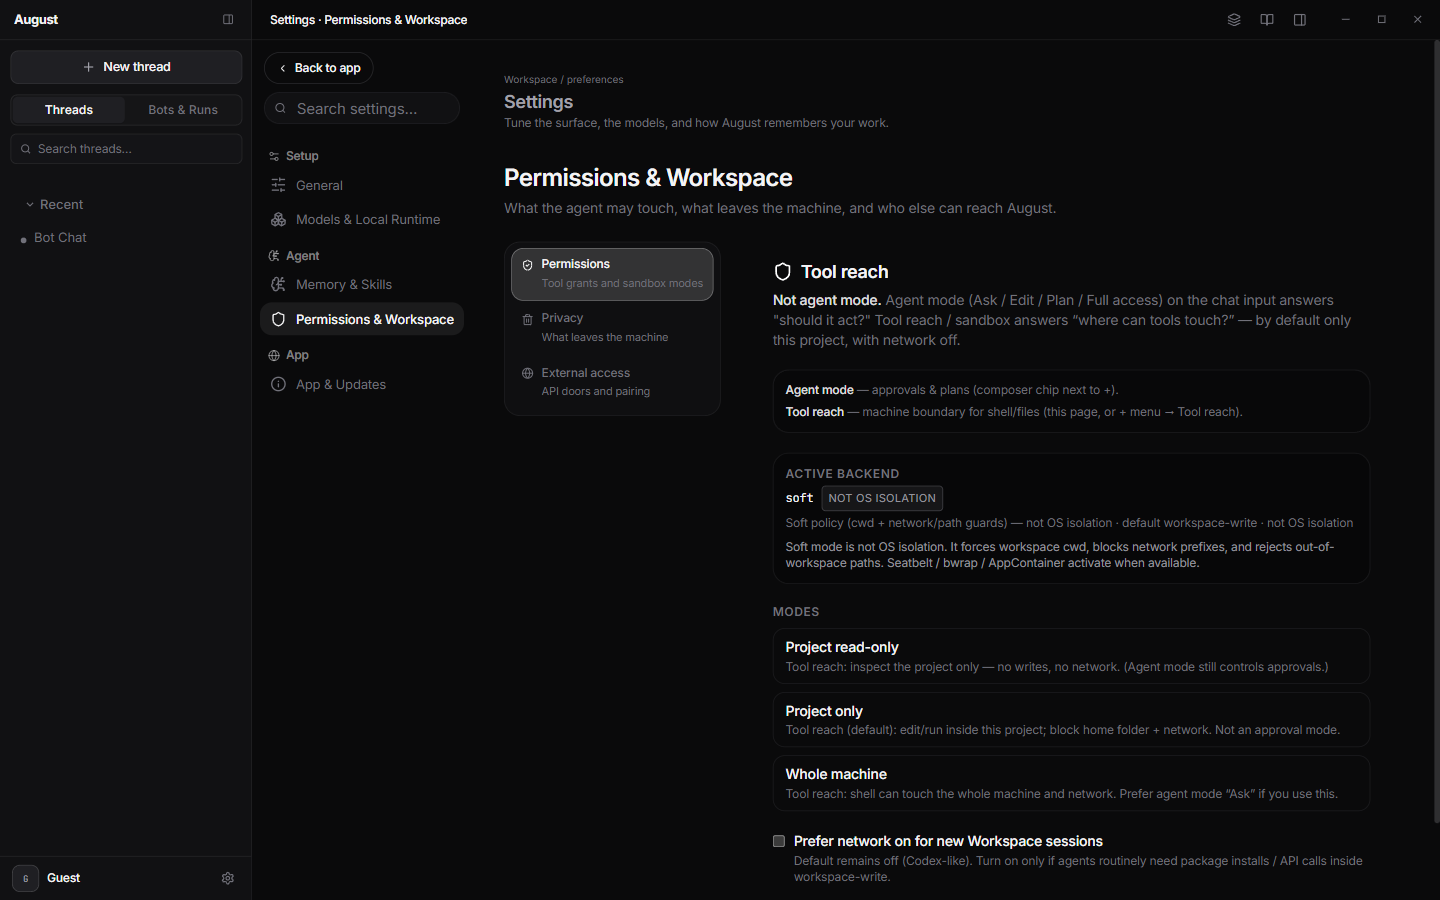 August
Settings · Permissions & Workspace
New thread
Threads
Bots & Runs
Search threads...
Recent
Bot Chat
Guest
G
Back to app
Search settings...
Setup
General
Models & Local Runtime
Agent
Memory & Skills
Permissions & Workspace
App
App & Updates
Workspace / preferences
Settings
Tune the surface, the models, and how August remembers your work.
Permissions & Workspace
What the agent may touch, what leaves the machine, and who else can reach August.
Permissions
Tool grants and sandbox modes
Privacy
What leaves the machine
External access
API doors and pairing
Tool reach
Not agent mode. Agent mode (Ask / Edit / Plan / Full access) on the chat input answers
"should it act?" Tool reach / sandbox answers “where can tools touch?” — by default only
this project, with network off.
Agent mode — approvals & plans (composer chip next to +).
Tool reach — machine boundary for shell/files (this page, or + menu → Tool reach).
ACTIVE BACKEND
soft NOT OS ISOLATION
Soft policy (cwd + network/path guards) — not OS isolation · default workspace-write · not OS isolation
Soft mode is not OS isolation. It forces workspace cwd, blocks network prefixes, and rejects out-of-
workspace paths. Seatbelt / bwrap / AppContainer activate when available.
MODES
Project read-only
Tool reach: inspect the project only — no writes, no network. (Agent mode still controls approvals.)
Project only
Tool reach (default): edit/run inside this project; block home folder + network. Not an approval mode.
Whole machine
Tool reach: shell can touch the whole machine and network. Prefer agent mode “Ask” if you use this.
Prefer network on for new Workspace sessions
Default remains off (Codex-like). Turn on only if agents routinely need package installs / API calls inside
workspace-write.